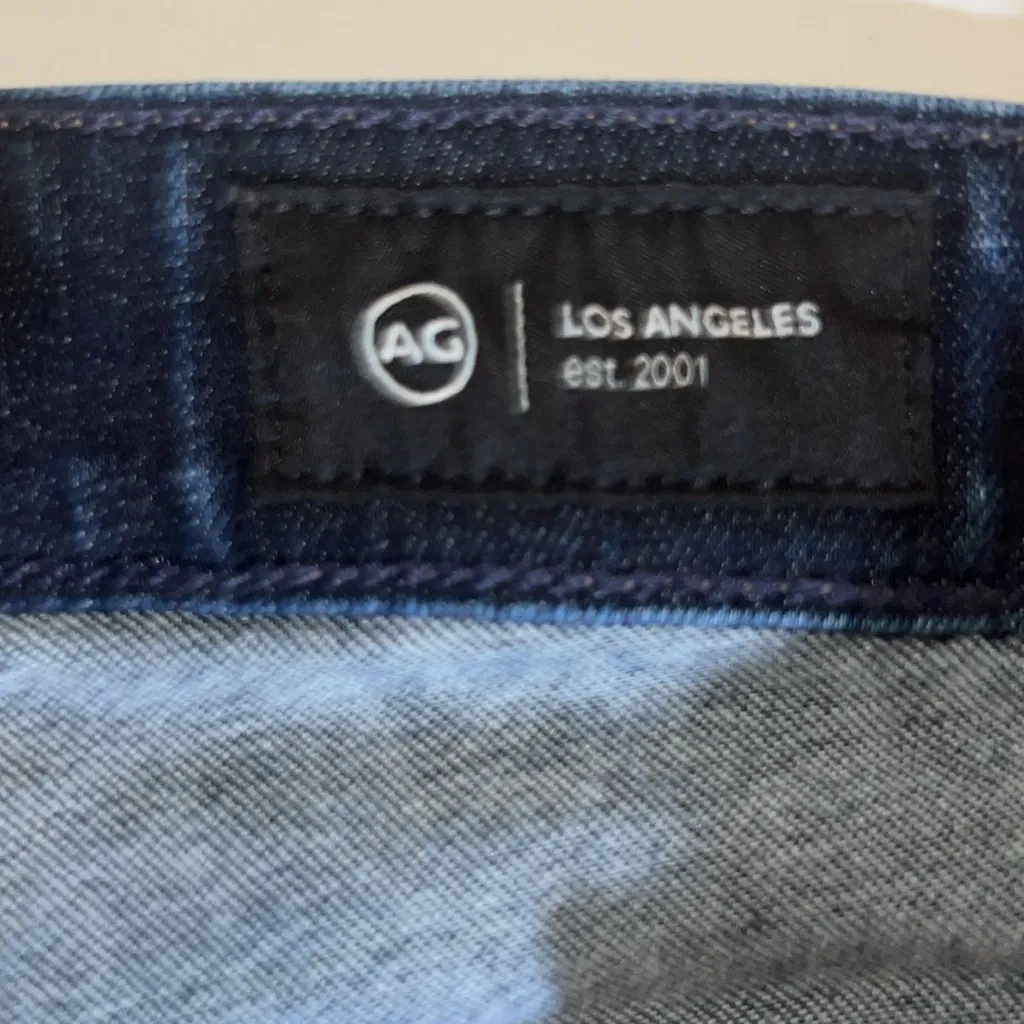 AG
LOS ANGELES
est. 2001